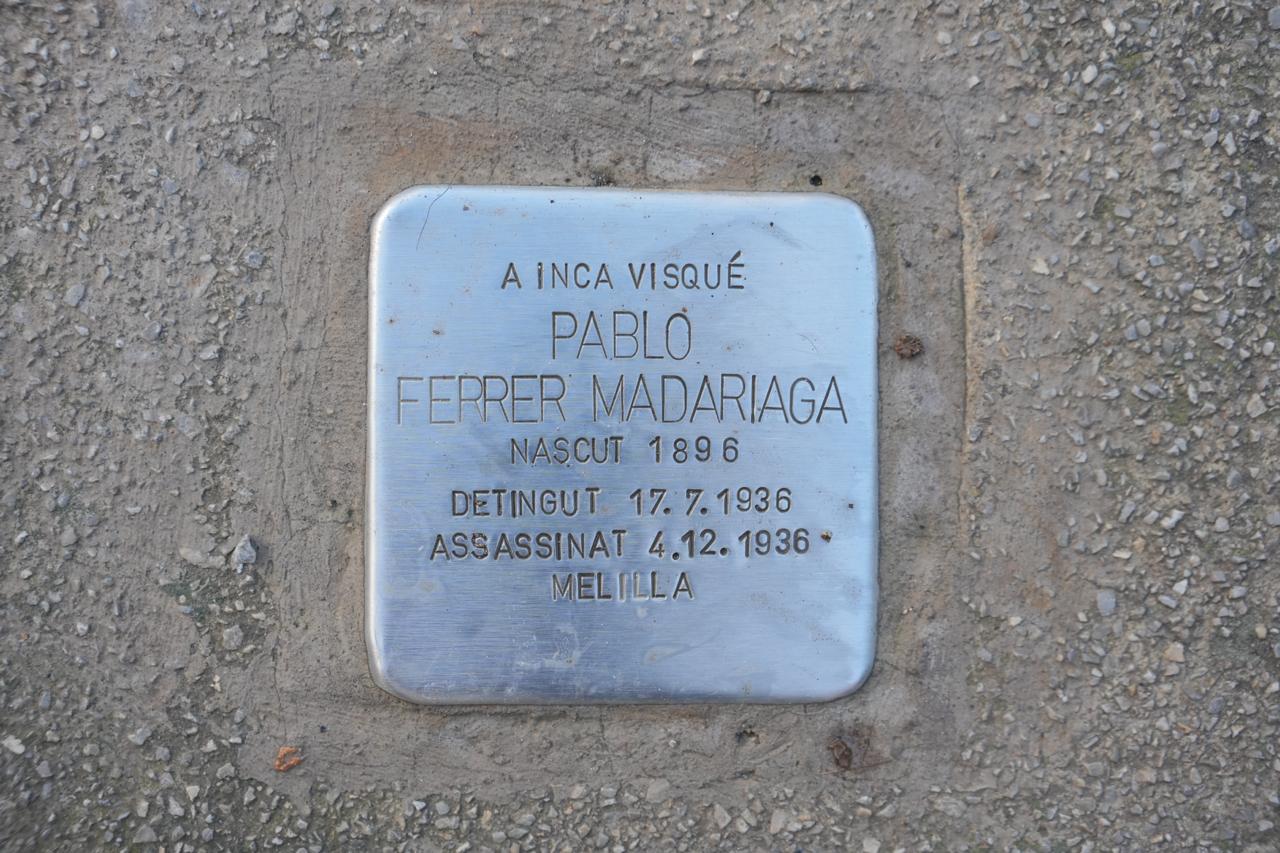 A INCA VISQUÉ
PABLO
FERRER MADARIAGA
NASCUT 1896
DETINGUT 17.7.1936
ASSASSINAT 4.12.1936
MELILLA